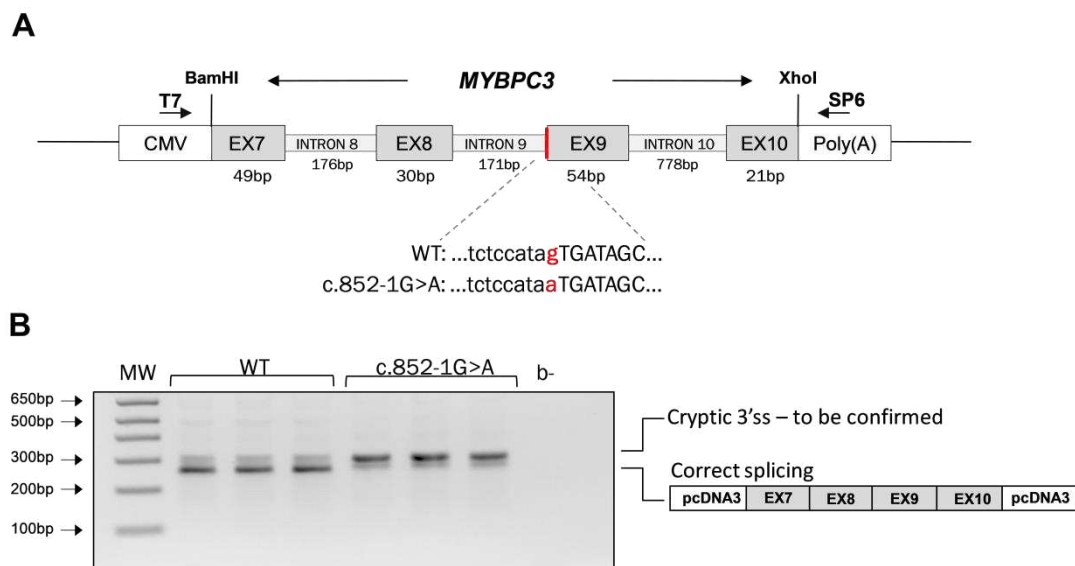 A
BamHI MYBPC3 XhoI
T7 SP6
CMV EX7 INTRON 8 EX8 INTRON 9 EX9 INTRON 10 EX10 Poly(A)
49bp 176bp 30bp 171bp 54bp 778bp 21bp
WT: ...tctccatagTGATAGC...
c.852-1G>A: ...tctccataaTGATAGC...
B
MW WT c.852-1G>A b-
650bp
500bp
300bp
200bp
100bp
Cryptic 3'ss – to be confirmed
Correct splicing
pcDNA3 EX7 EX8 EX9 EX10 pcDNA3